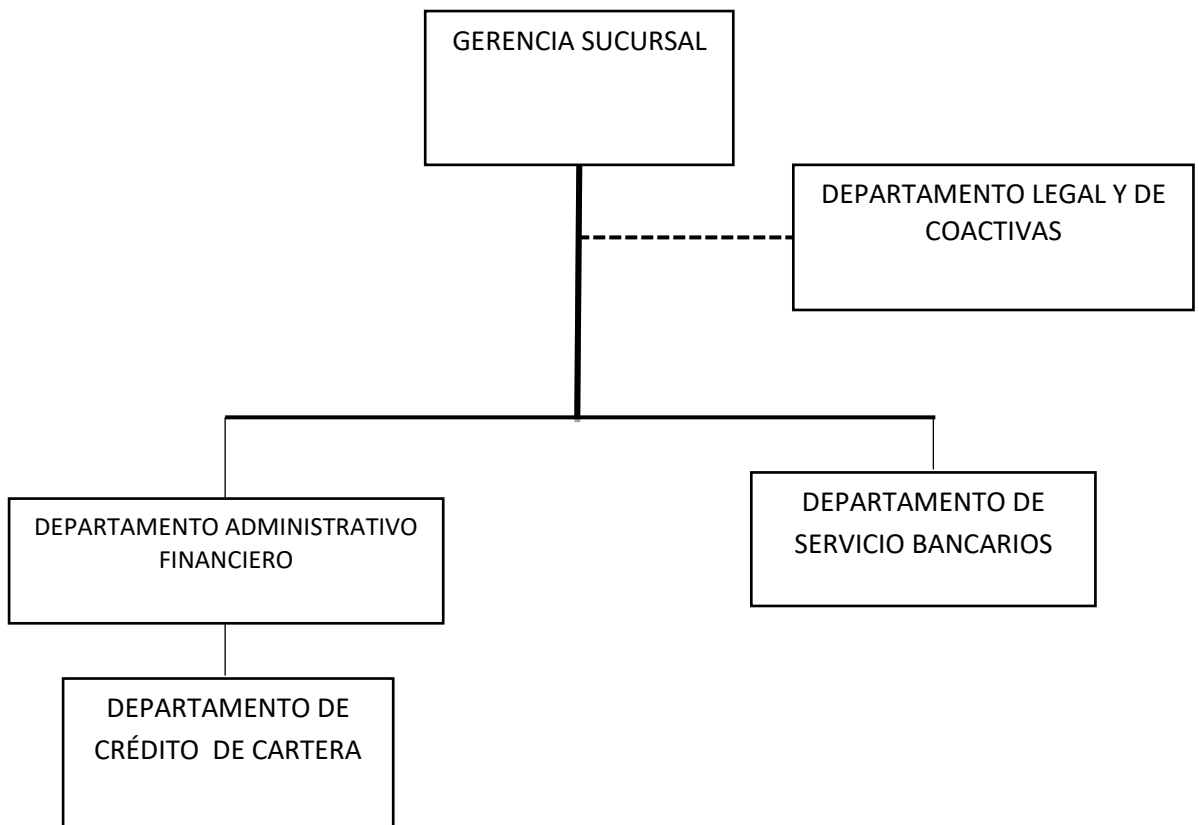 GERENCIA SUCURSAL
DEPARTAMENTO LEGAL Y DE
COACTIVAS
DEPARTAMENTO ADMINISTRATIVO
FINANCIERO
DEPARTAMENTO DE
SERVICIO BANCARIOS
DEPARTAMENTO DE
CRÉDITO DE CARTERA